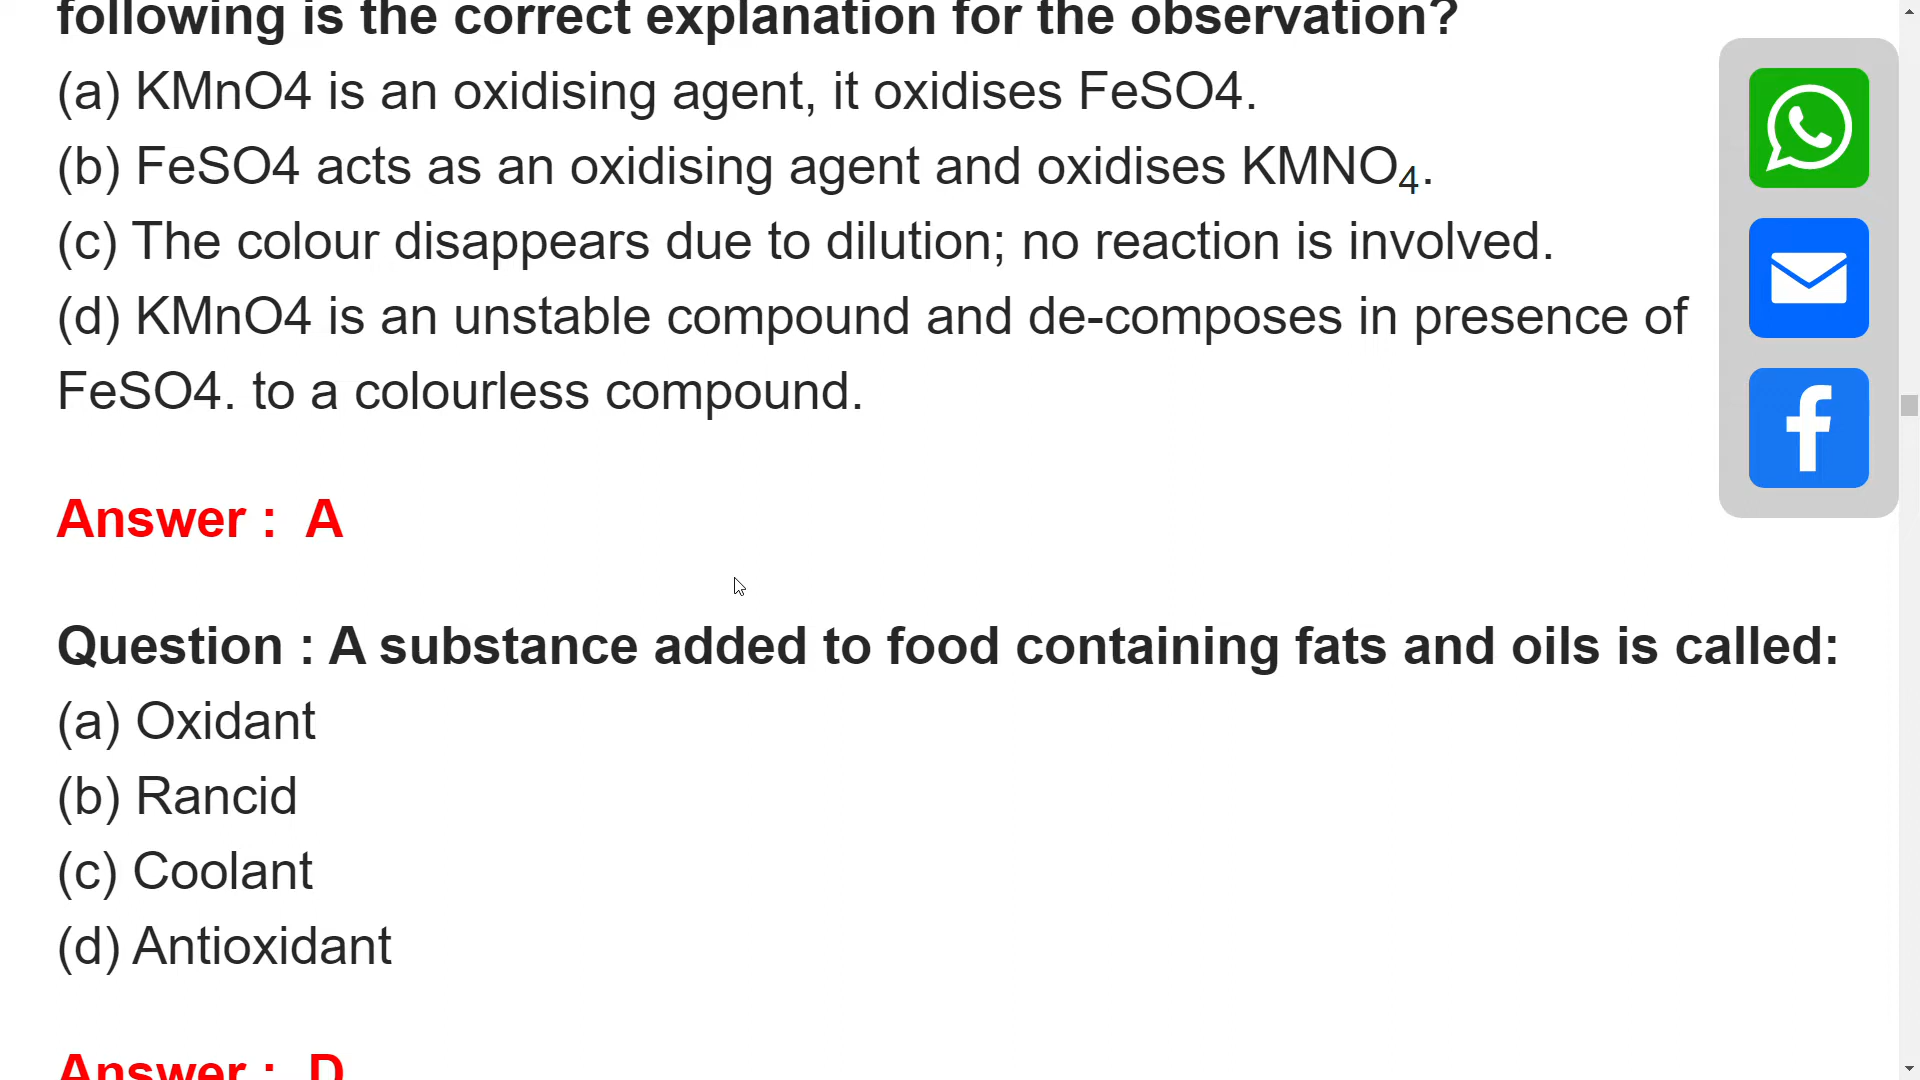 following is the correct explanation for the observation?
(a) KMnO4 is an oxidising agent, it oxidises FeSO4.
(b) FeSO4 acts as an oxidising agent and oxidises KMNO₄.
(c) The colour disappears due to dilution; no reaction is involved.
(d) KMnO4 is an unstable compound and de-composes in presence of
FeSO4. to a colourless compound.
Answer :  A
Question : A substance added to food containing fats and oils is called:
(a) Oxidant
(b) Rancid
(c) Coolant
(d) Antioxidant
Answer :  D